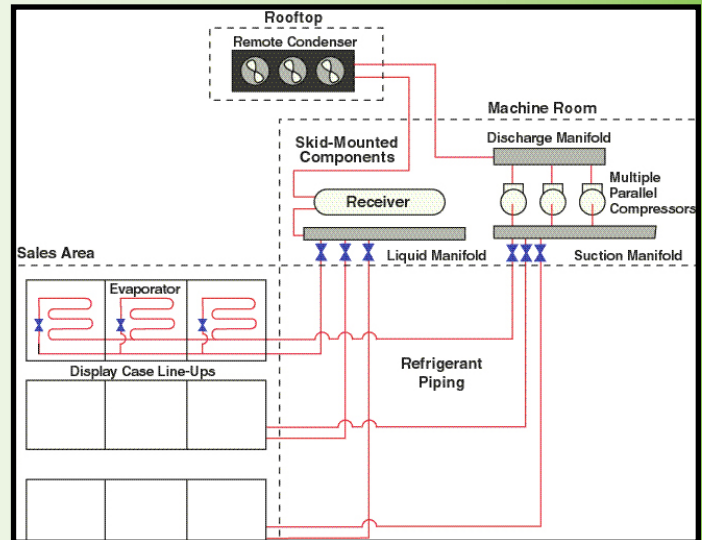 Rooftop
Remote Condenser
Machine Room
Skid-Mounted
Components
Discharge Manifold
Multiple
Parallel
Compressors
Receiver
Sales Area
Liquid Manifold
Suction Manifold
Evaporator
Display Case Line-Ups
Refrigerant
Piping